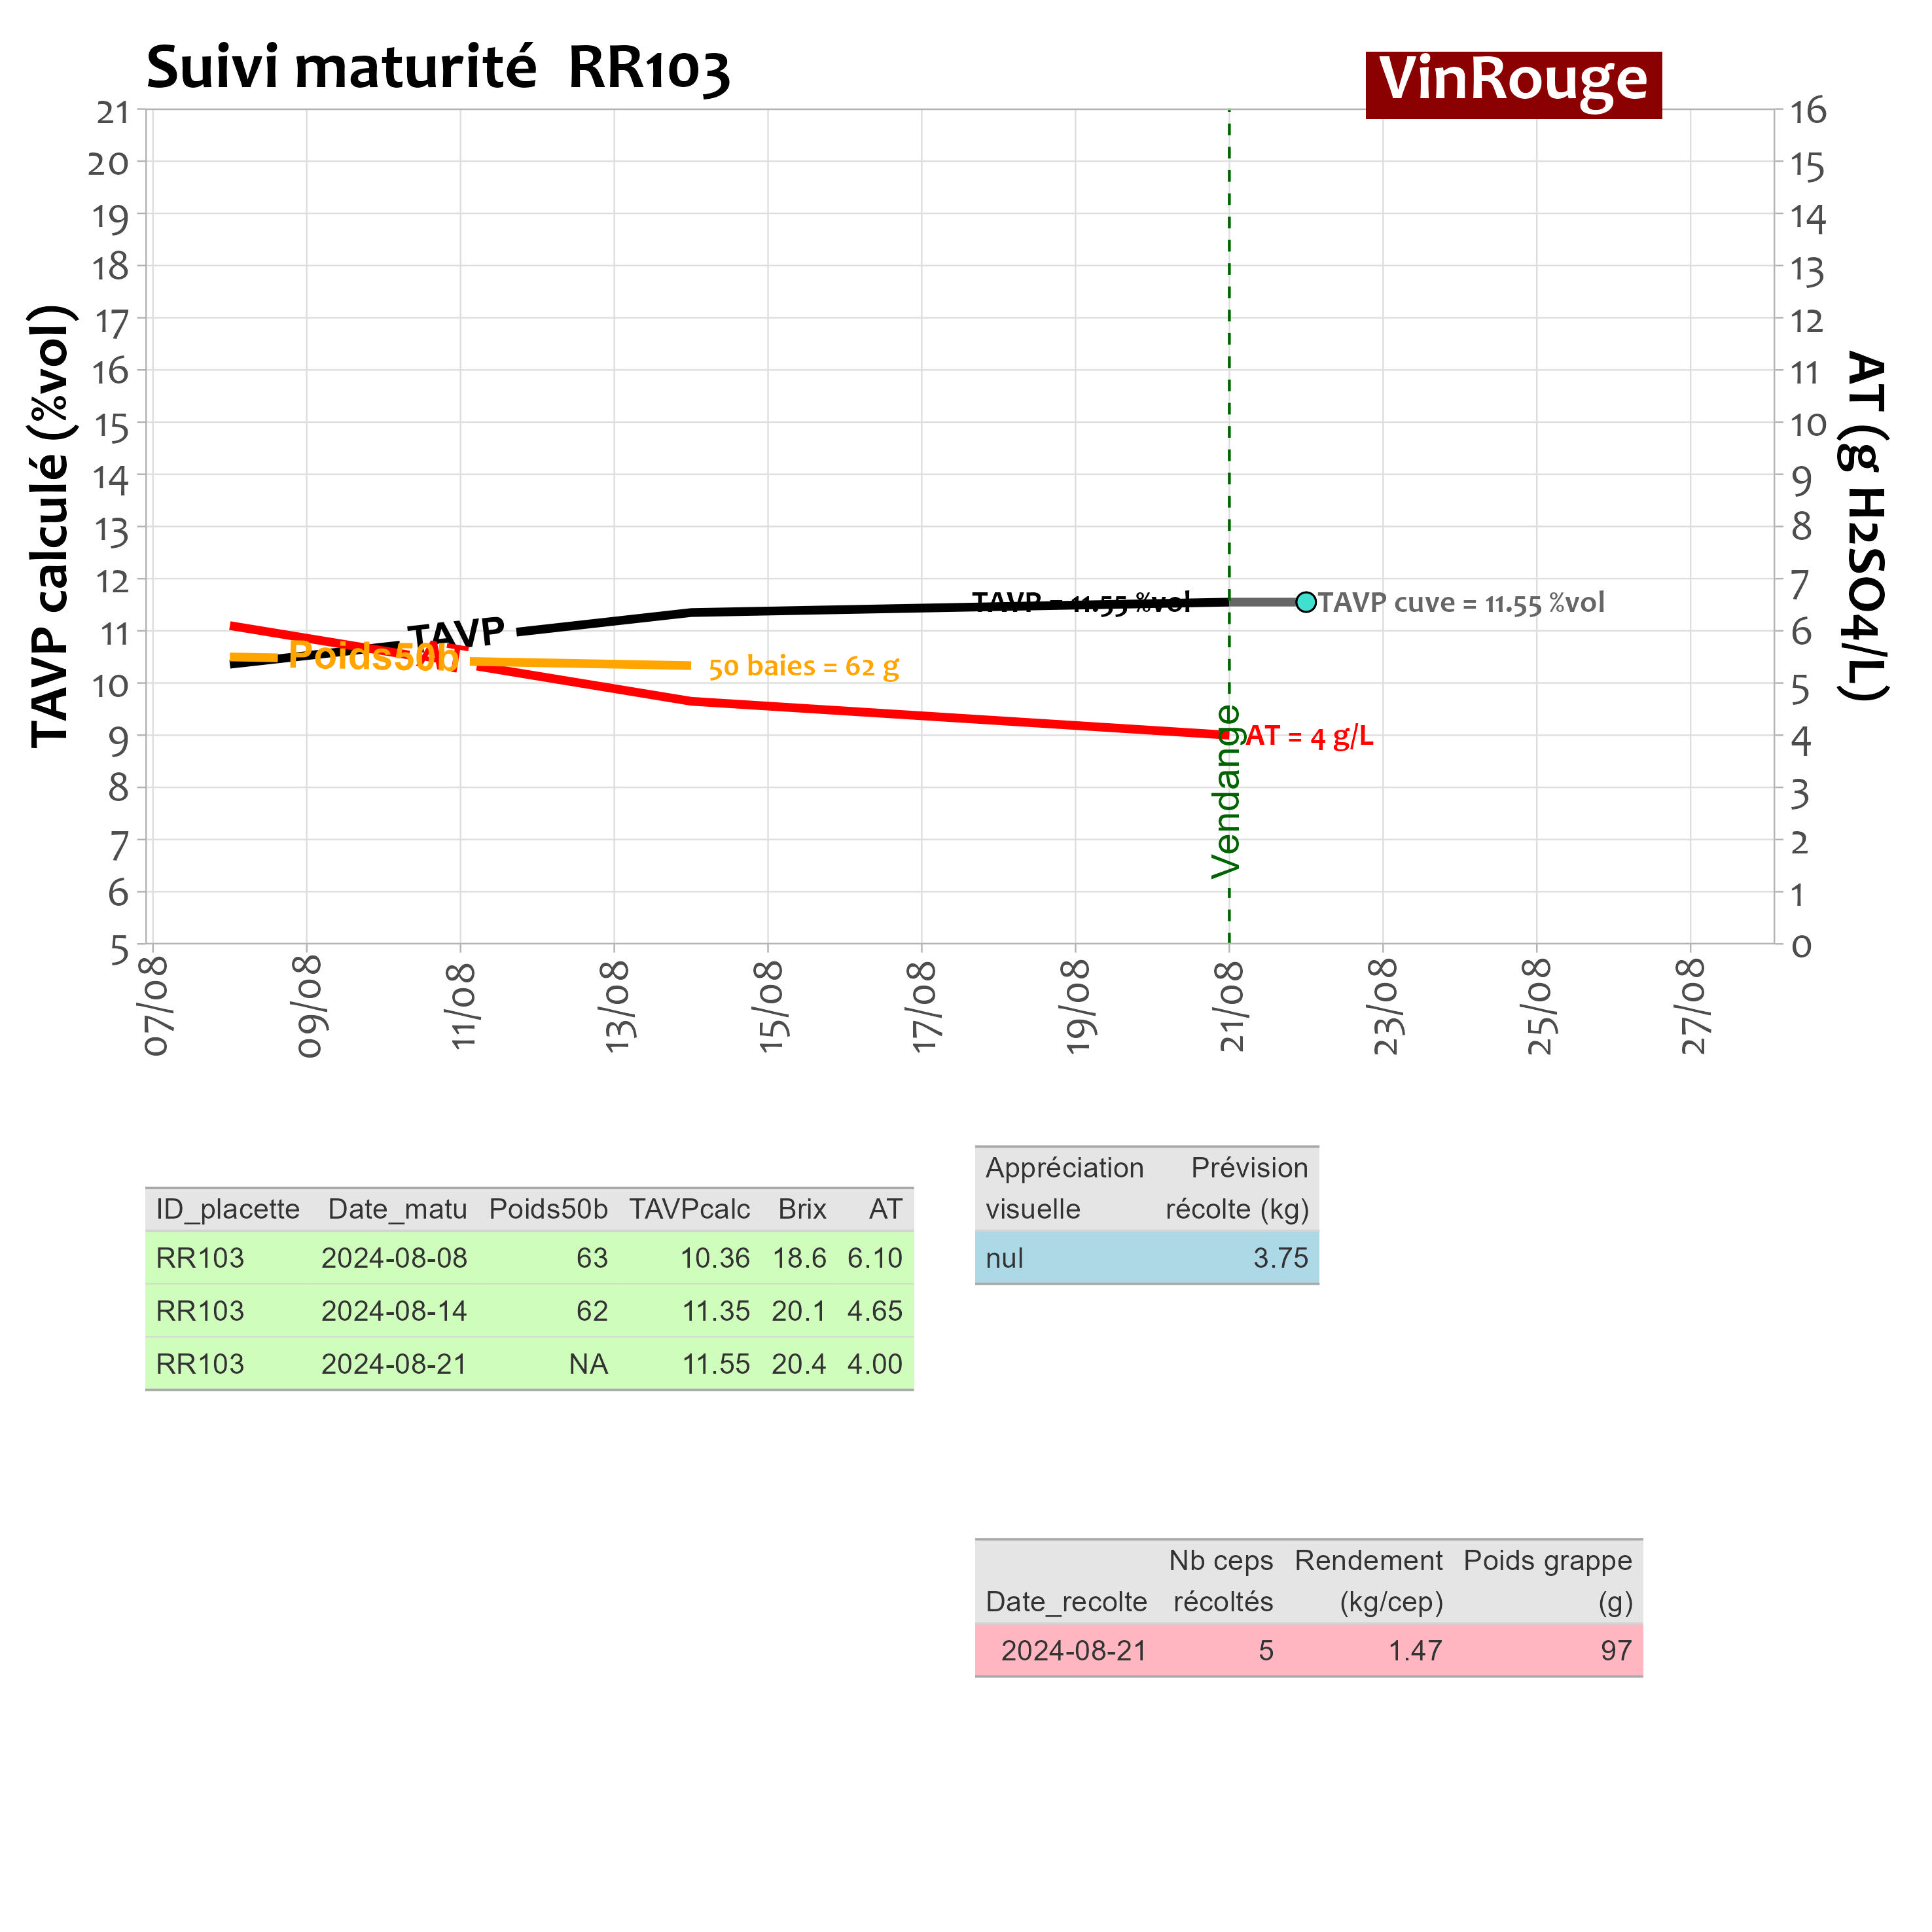 Suivi maturité RR103
VinRouge
TAVP calculé (%vol)
21
20
19
18
17
16
15
14
13
12
11
10
9
8
7
6
5
AT (g H2SO4/L)
16
15
14
13
12
11
10
9
8
7
6
5
4
3
2
1
0
TAVP = 11.55 %vol
TAVP cuve = 11.55 %vol
TAVP
AT
Poids50b
50 baies = 62 g
AT = 4 g/L
Vendange
07/08
09/08
11/08
13/08
15/08
17/08
19/08
21/08
23/08
25/08
27/08
ID_placette Date_matu Poids50b TAVPcalc Brix AT
RR103 2024-08-08 63 10.36 18.6 6.10
RR103 2024-08-14 62 11.35 20.1 4.65
RR103 2024-08-21 NA 11.55 20.4 4.00
Appréciation Prévision
visuelle récolte (kg)
nul 3.75
Nb ceps Rendement Poids grappe
Date_recolte récoltés (kg/cep) (g)
2024-08-21 5 1.47 97